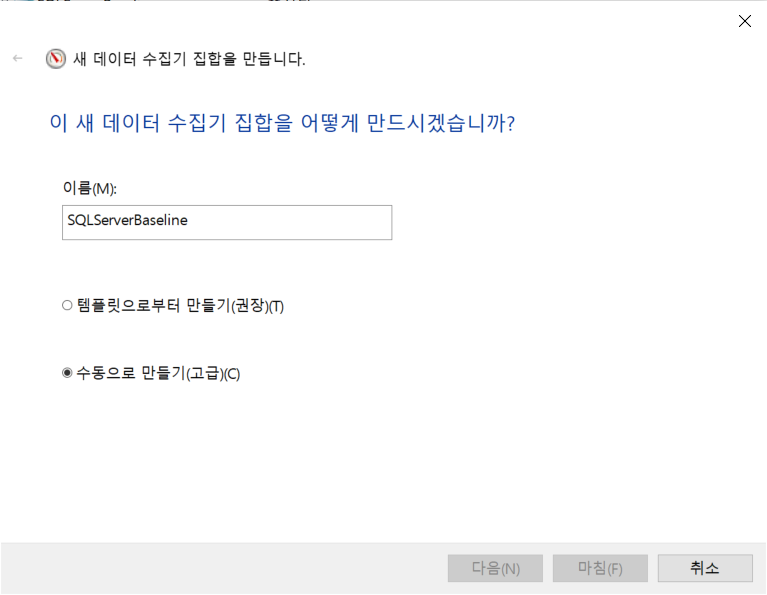 새 데이터 수집기 집합을 만듭니다.
이 새 데이터 수집기 집합을 어떻게 만드시겠습니까?
이름(M):
SQLServerBaseline
템플릿으로부터 만들기(권장)(T)
수동으로 만들기(고급)(C)
다음(N)
마침(F)
취소